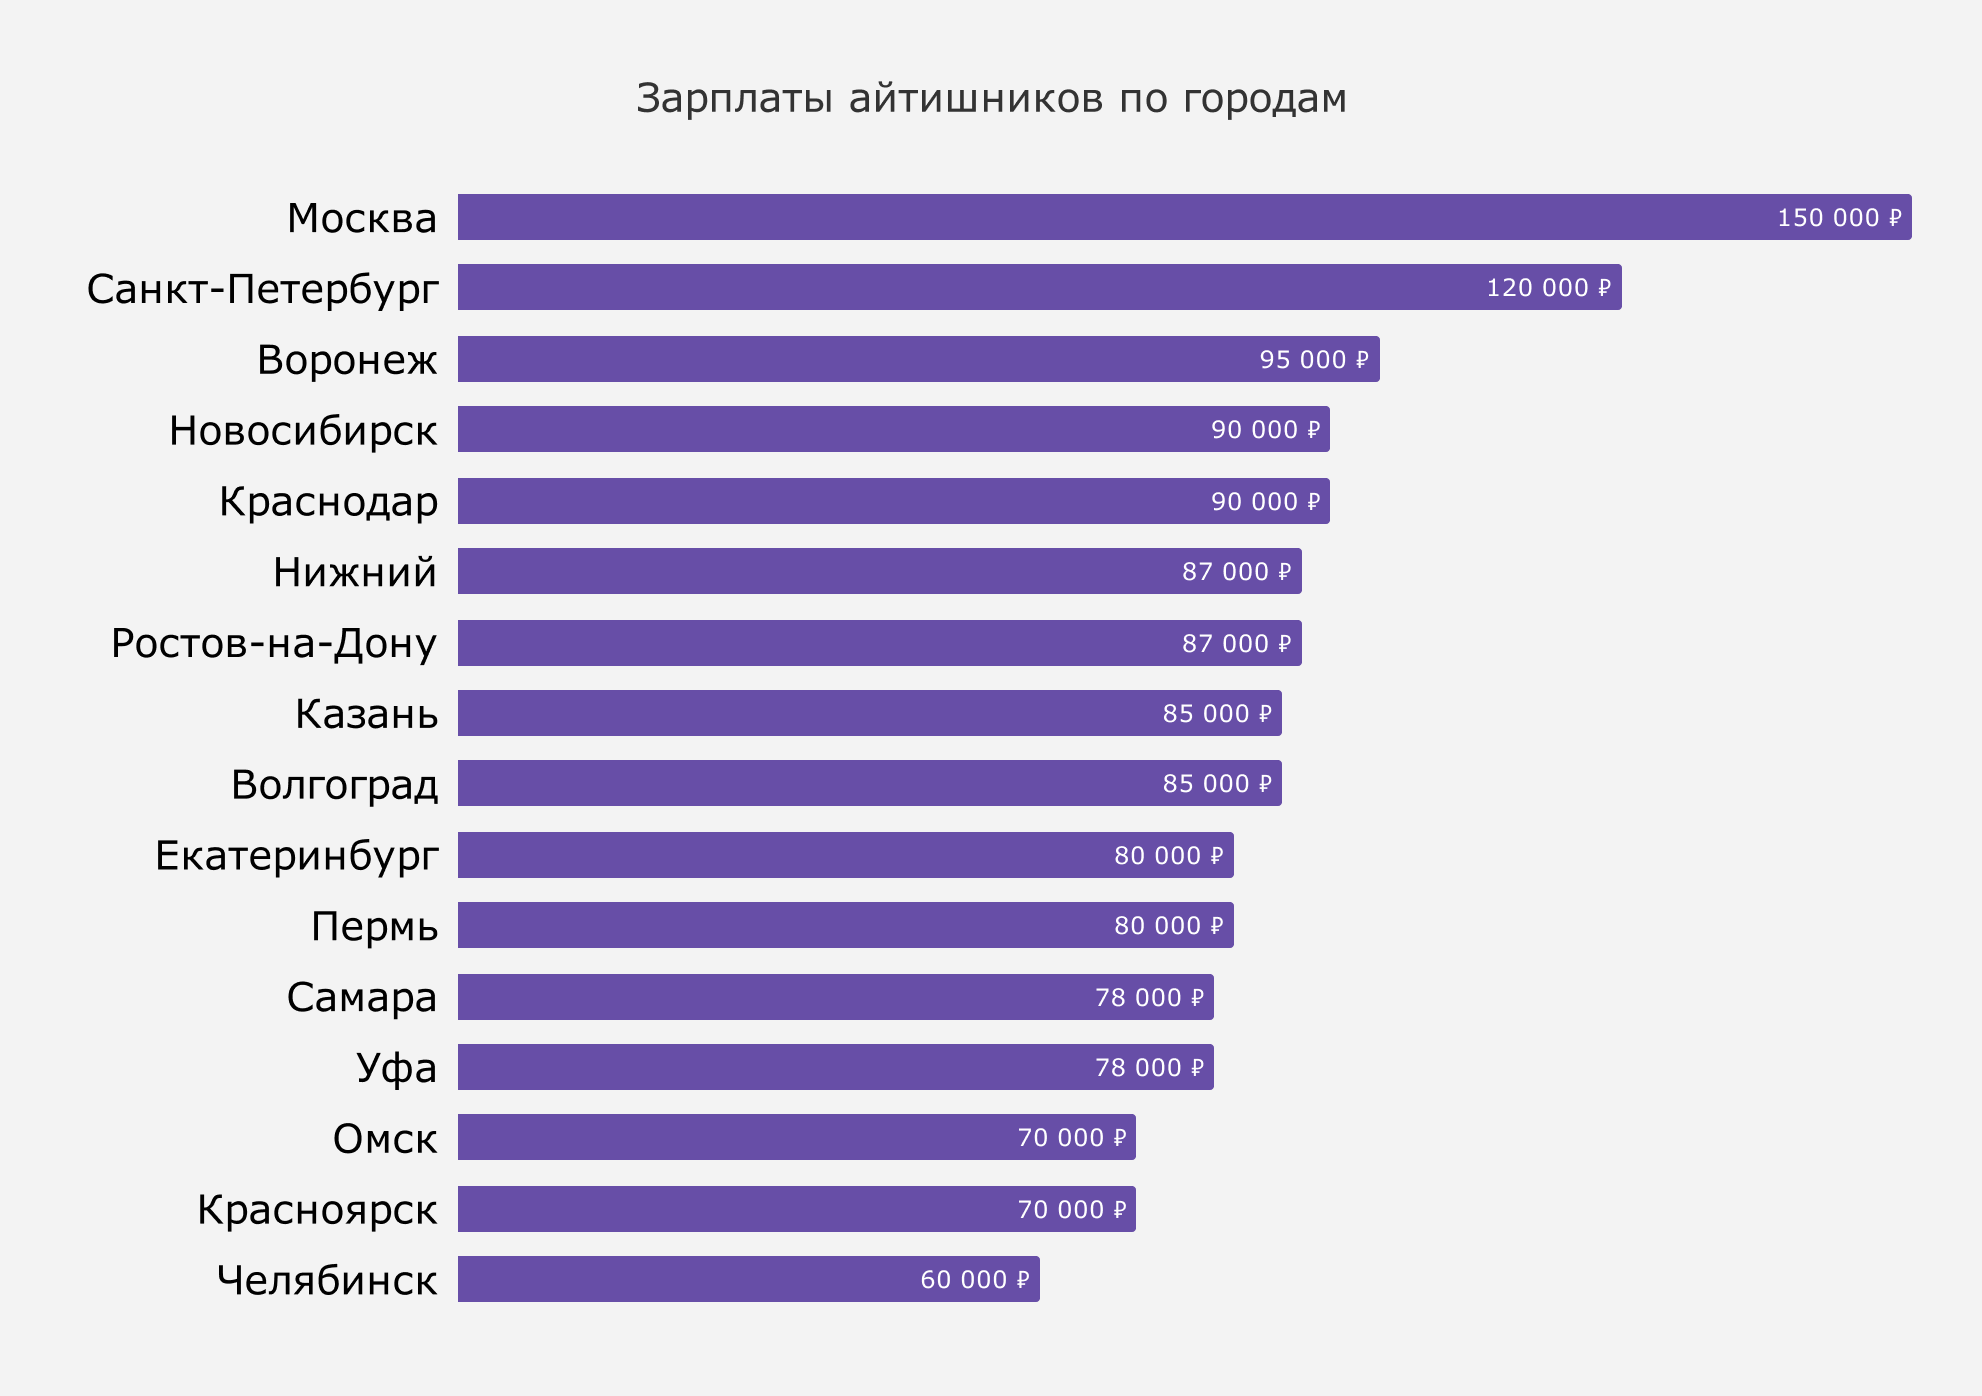 Зарплаты айтишников по городам
Москва 150 000 ₽
Санкт-Петербург 120 000 ₽
Воронеж 95 000 ₽
Новосибирск 90 000 ₽
Краснодар 90 000 ₽
Нижний 87 000 ₽
Ростов-на-Дону 87 000 ₽
Казань 85 000 ₽
Волгоград 85 000 ₽
Екатеринбург 80 000 ₽
Пермь 80 000 ₽
Самара 78 000 ₽
Уфа 78 000 ₽
Омск 70 000 ₽
Красноярск 70 000 ₽
Челябинск 60 000 ₽